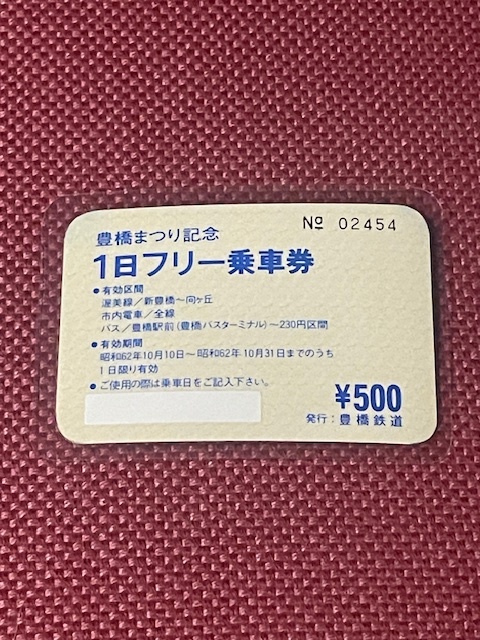 № 02454
豊橋まつり記念
1日フリー乗車券
●有効区間
渥美線/新豊橋〜向ヶ丘
市内電車/全線
バス/豊橋駅前(豊橋バスターミナル)〜230円区間
●有効期間
昭和62年10月10日〜昭和62年10月31日までのうち
1日限り有効
●ご使用の際は乗車日をご記入下さい。
¥500
発行:豊橋鉄道